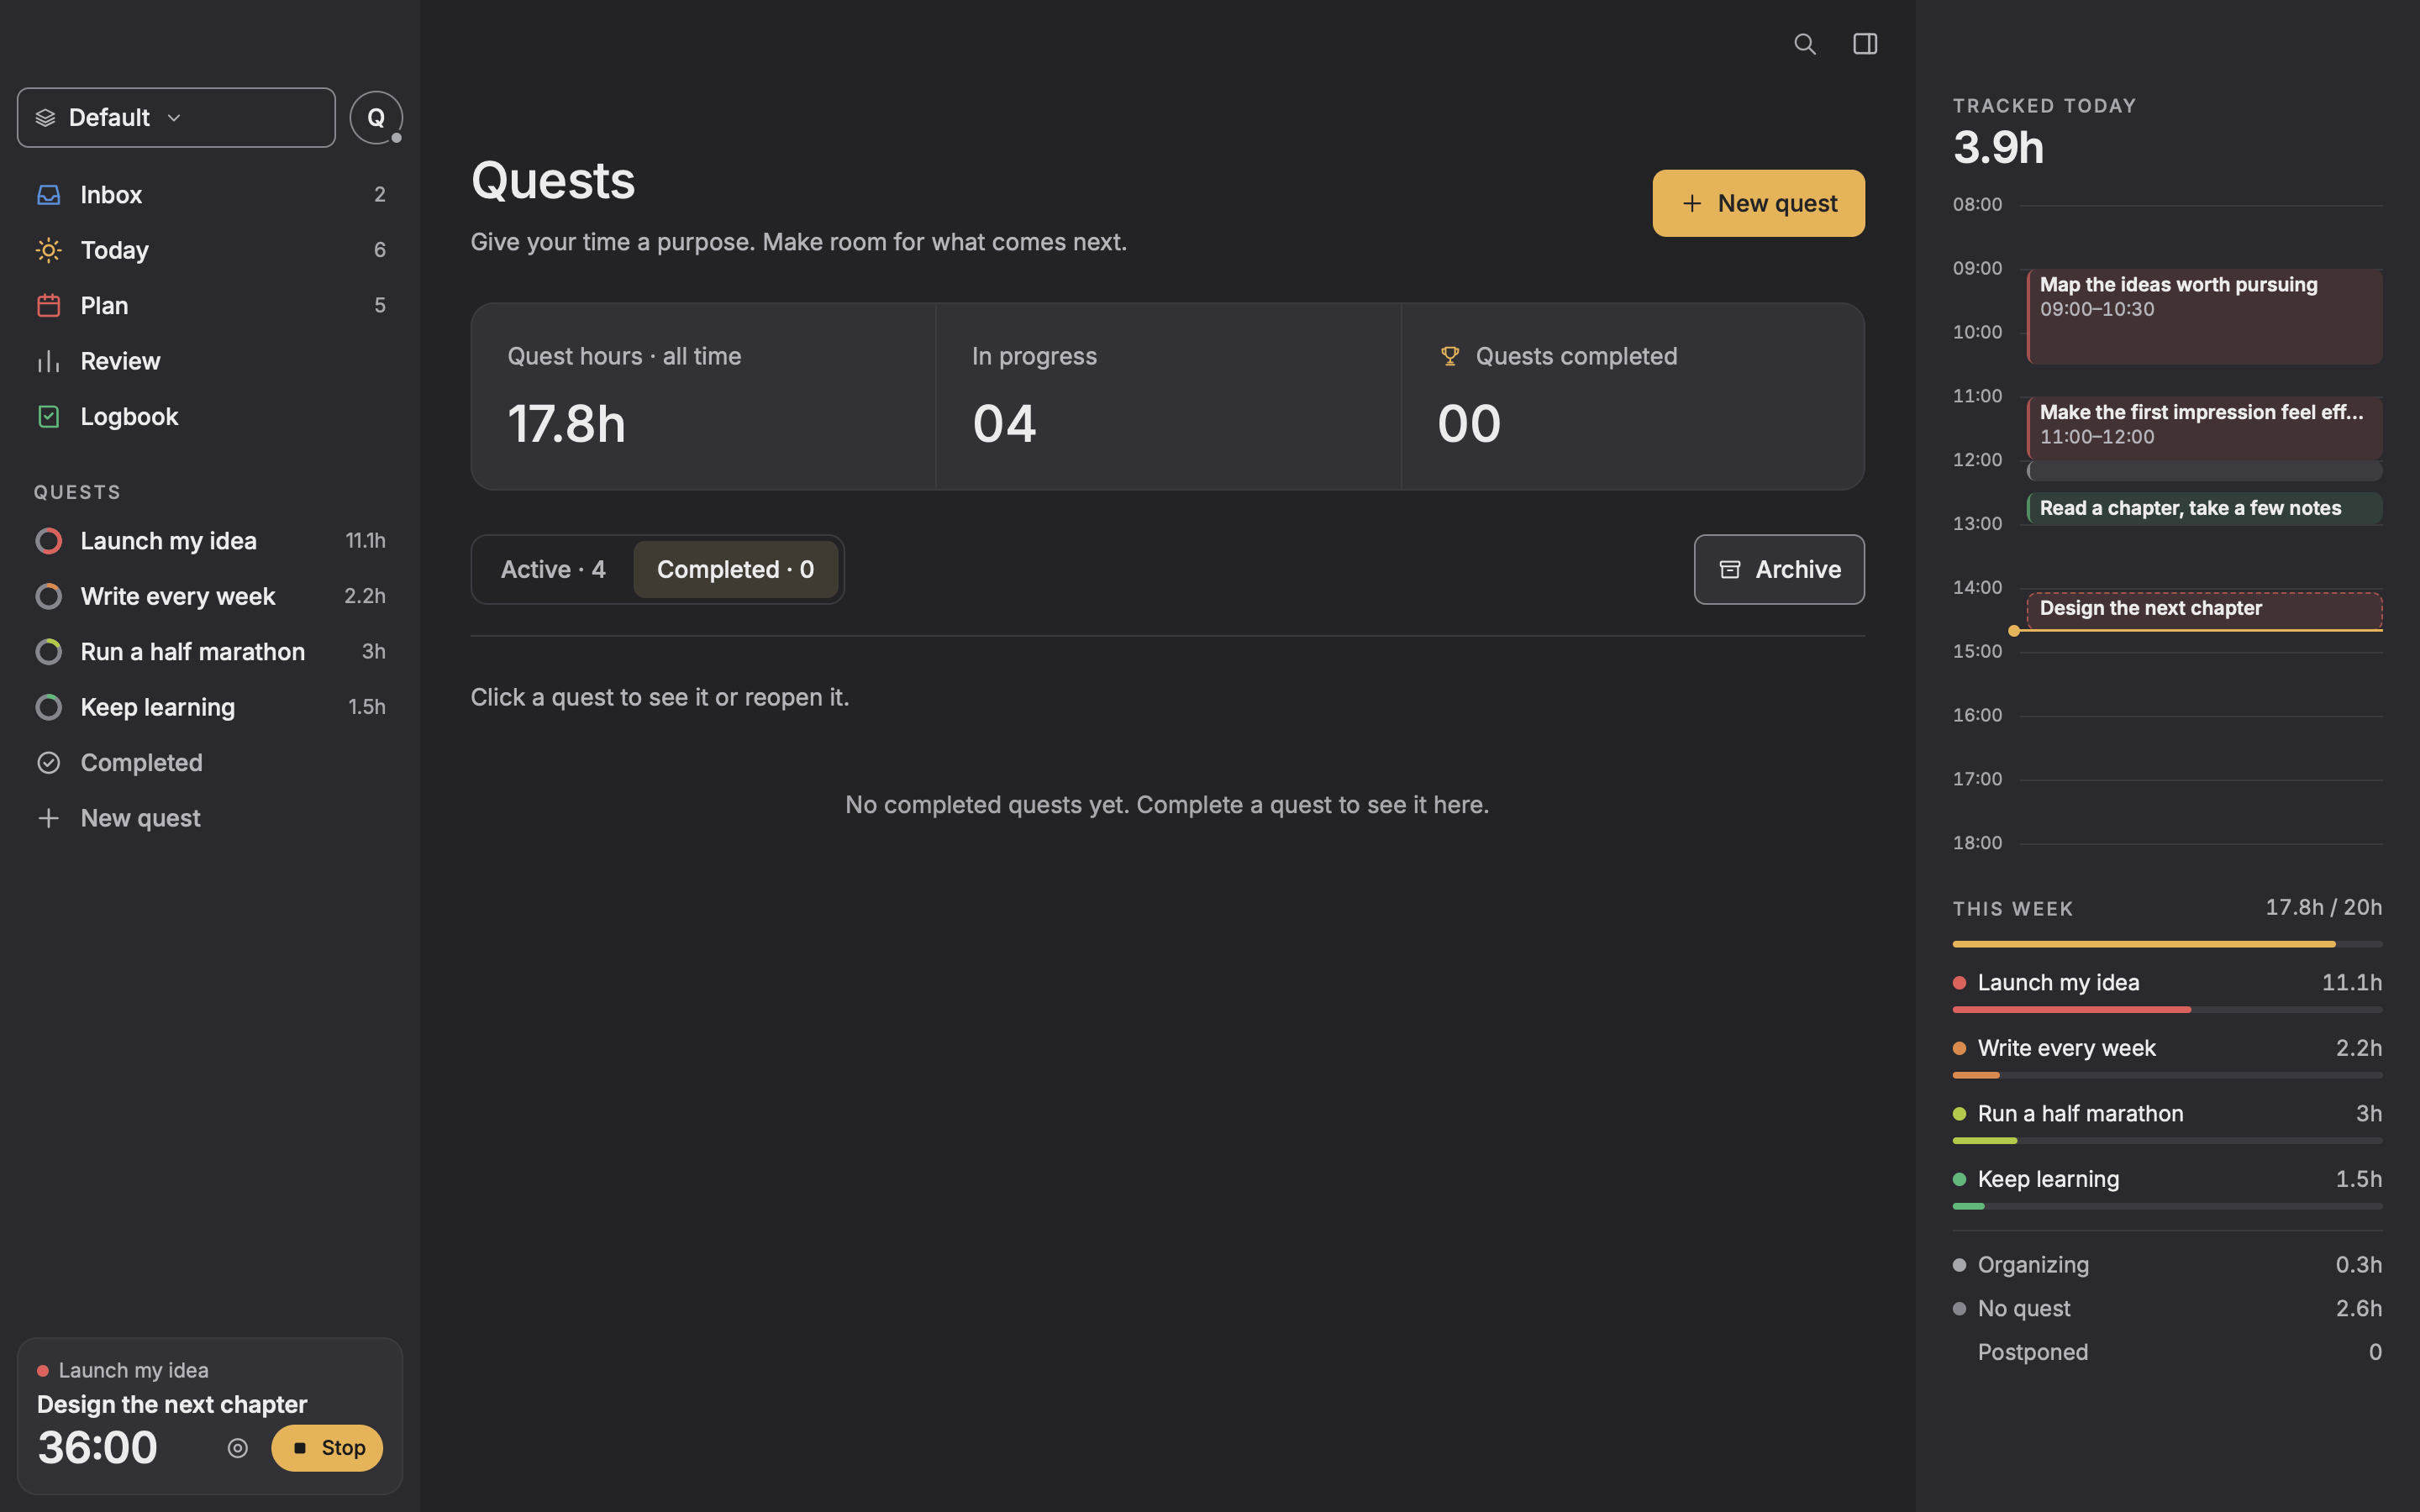 Default
Q
Inbox 2
Today 6
Plan 5
Review
Logbook
QUESTS
Launch my idea 11.1h
Write every week 2.2h
Run a half marathon 3h
Keep learning 1.5h
Completed
New quest
Launch my idea
Design the next chapter
36:00 Stop
Quests
Give your time a purpose. Make room for what comes next.
New quest
Quest hours · all time
17.8h
In progress
04
Quests completed
00
Active · 4
Completed · 0
Archive
Click a quest to see it or reopen it.
No completed quests yet. Complete a quest to see it here.
TRACKED TODAY
3.9h
08:00
09:00
Map the ideas worth pursuing
09:00–10:30
10:00
11:00
Make the first impression feel eff...
11:00–12:00
12:00
Read a chapter, take a few notes
13:00
14:00
Design the next chapter
15:00
16:00
17:00
18:00
THIS WEEK 17.8h / 20h
Launch my idea 11.1h
Write every week 2.2h
Run a half marathon 3h
Keep learning 1.5h
Organizing 0.3h
No quest 2.6h
Postponed 0